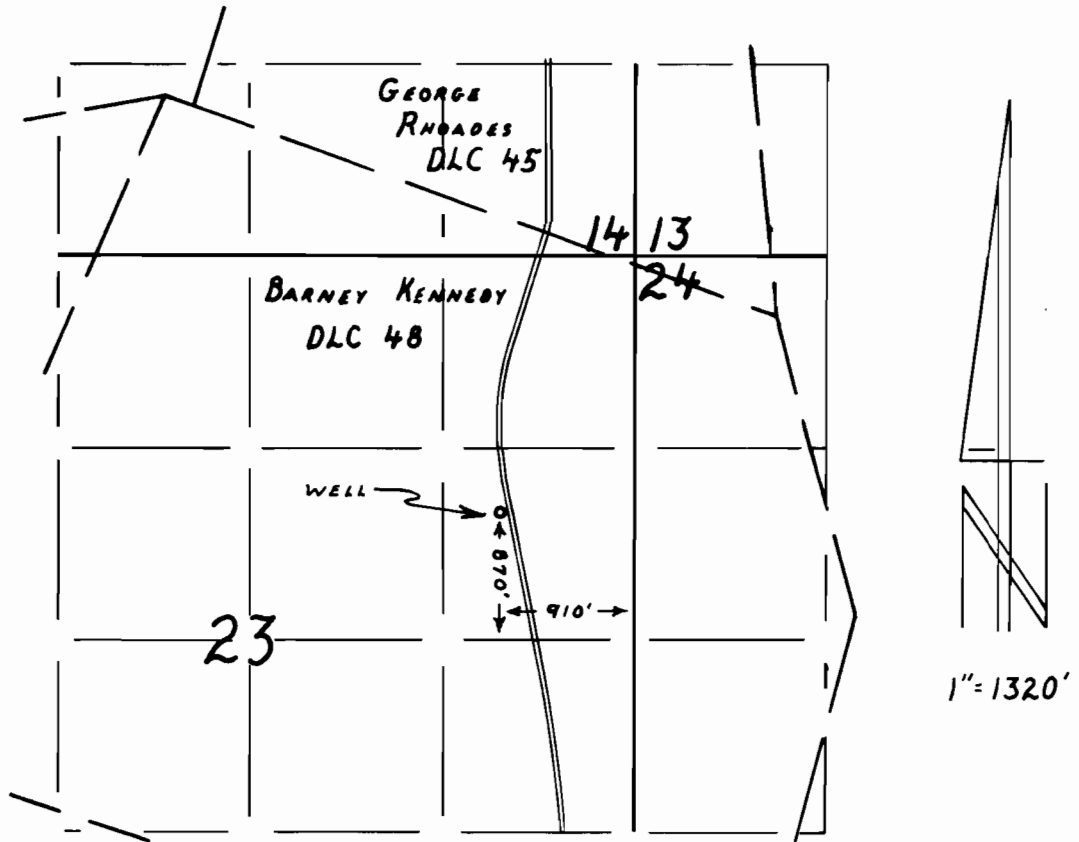 GEORGE
RHOADES
DLC 45
14 13
24
BARNEY KENNEDY
DLC 48
WELL
870'
910'
23
N
1"=1320'